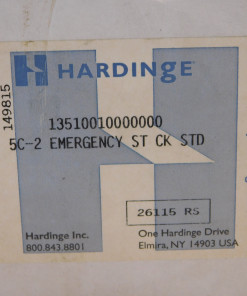 HARDINGE
149815
13510010000000
5C-2 EMERGENCY ST CK STD
26115 RS
Hardinge Inc.
800.843.8801
One Hardinge Drive
Elmira, NY 14903 USA